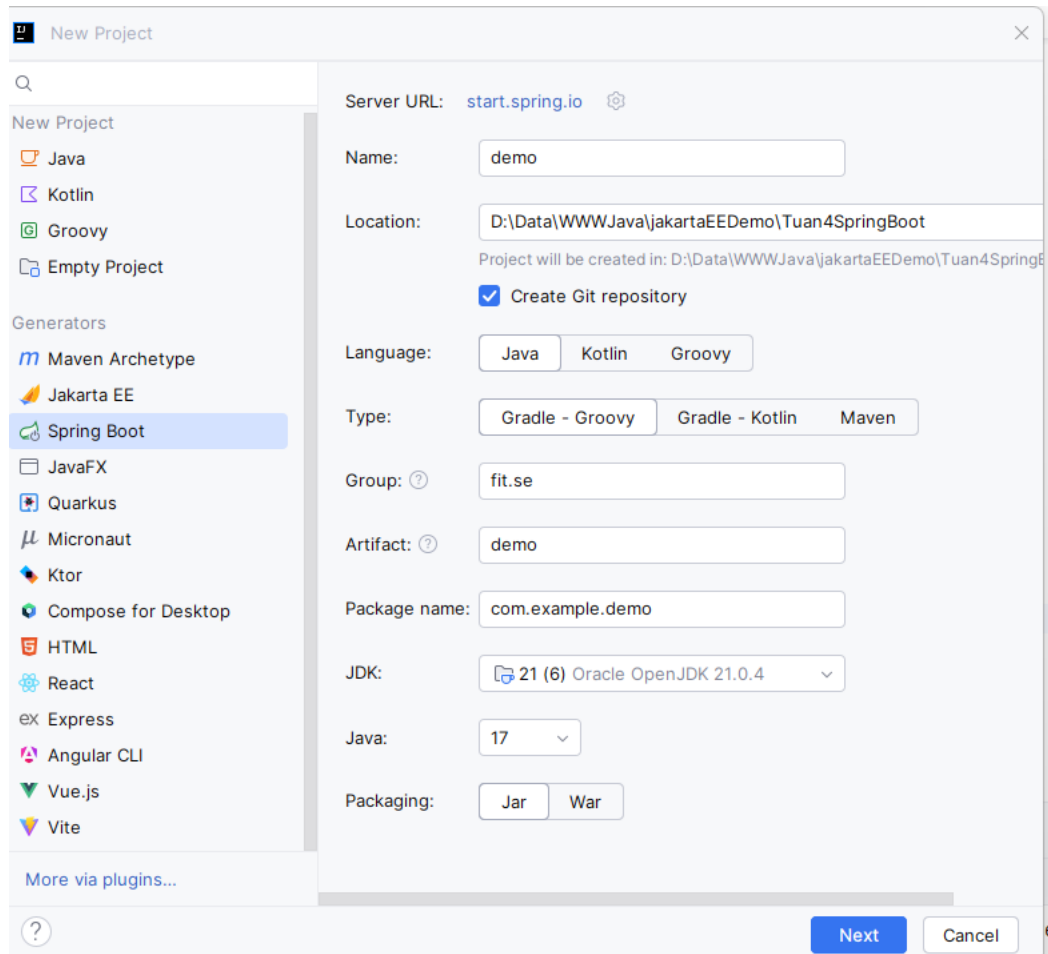 New Project
New Project
Java
Kotlin
Groovy
Empty Project
Generators
Maven Archetype
Jakarta EE
Spring Boot
JavaFX
Quarkus
Micronaut
Ktor
Compose for Desktop
HTML
React
ex Express
Angular CLI
Vue.js
Vite
More via plugins...
Server URL: start.spring.io
Name: demo
Location: D:\Data\WWWJava\jakartaEEDemo\Tuan4SpringBoot
Project will be created in: D:\Data\WWWJava\jakartaEEDemo\Tuan4Spring
Create Git repository
Language: Java Kotlin Groovy
Type: Gradle - Groovy Gradle - Kotlin Maven
Group: ? fit.se
Artifact: ? demo
Package name: com.example.demo
JDK: 21 (6) Oracle OpenJDK 21.0.4
Java: 17
Packaging: Jar War
? Next Cancel